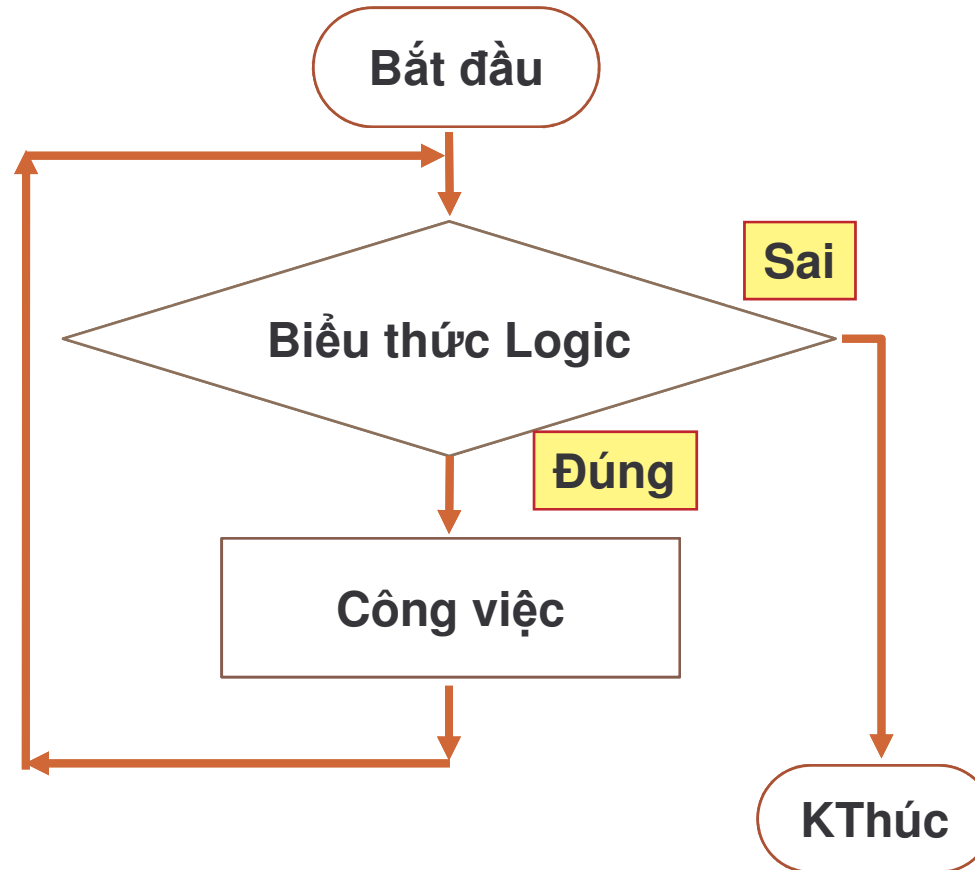 Bắt đầu
Sai
Biểu thức Logic
Đúng
Công việc
KThúc